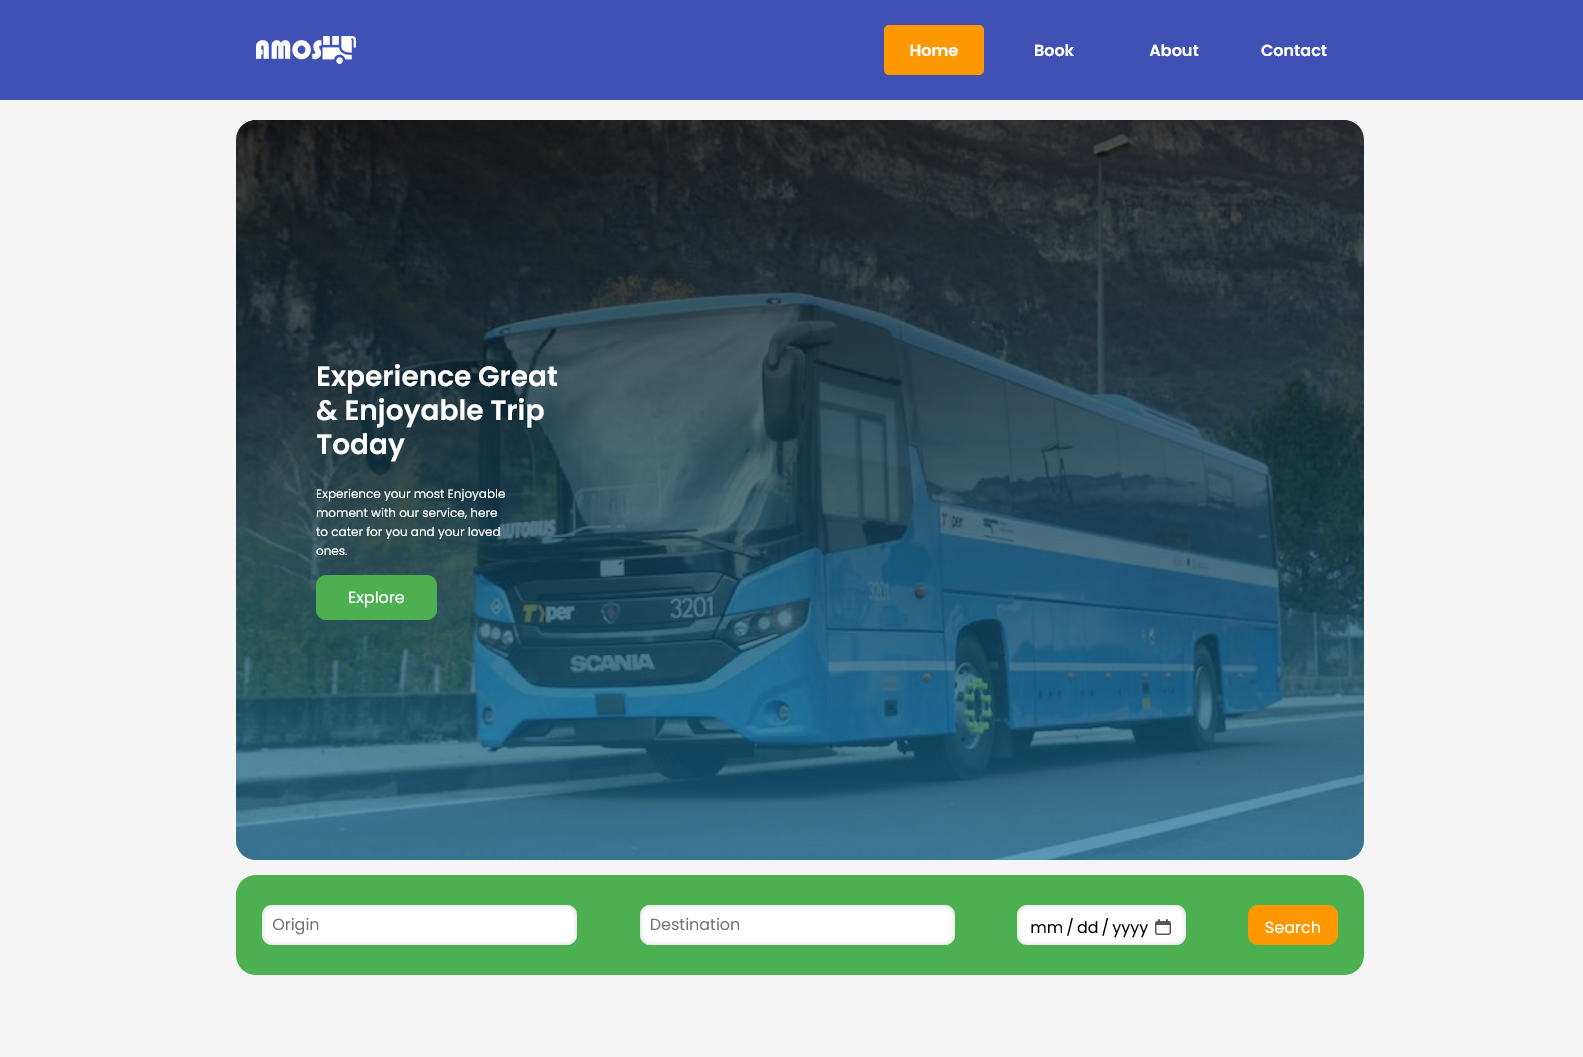 AMOS
Home
Book
About
Contact
Experience Great
& Enjoyable Trip
Today
Experience your most Enjoyable
moment with our service, here
to cater for you and your loved
ones.
AUTOBUS
Explore
Tper
3201
SCANIA
Tper
3201
Origin
Destination
mm / dd / yyyy
Search